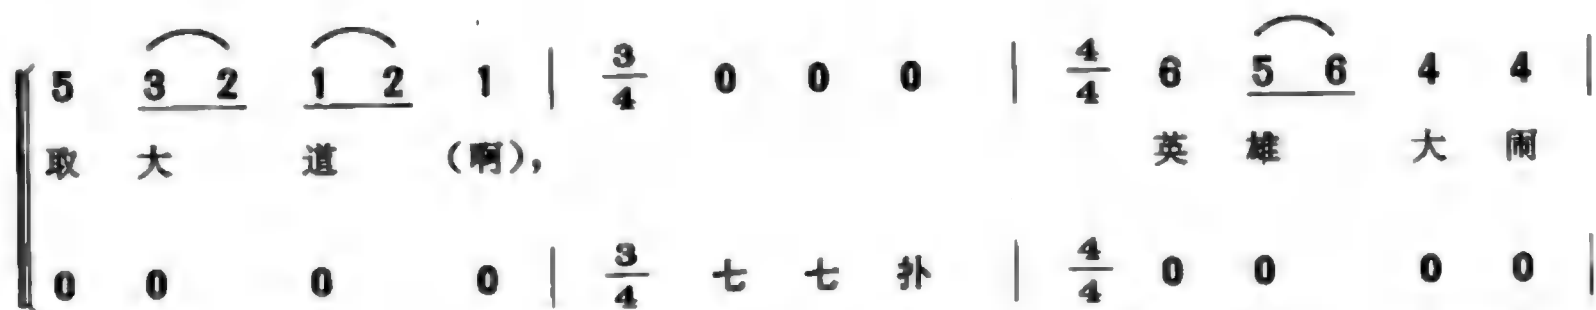 5 3 2 1 2 1 | 3/4 0 0 0 | 4/4 6 5 6 4 4 |
取 大 道 (啊), 英 雄 大 闹
0 0 0 0 | 3/4 七 七 扑 | 4/4 0 0 0 0 |